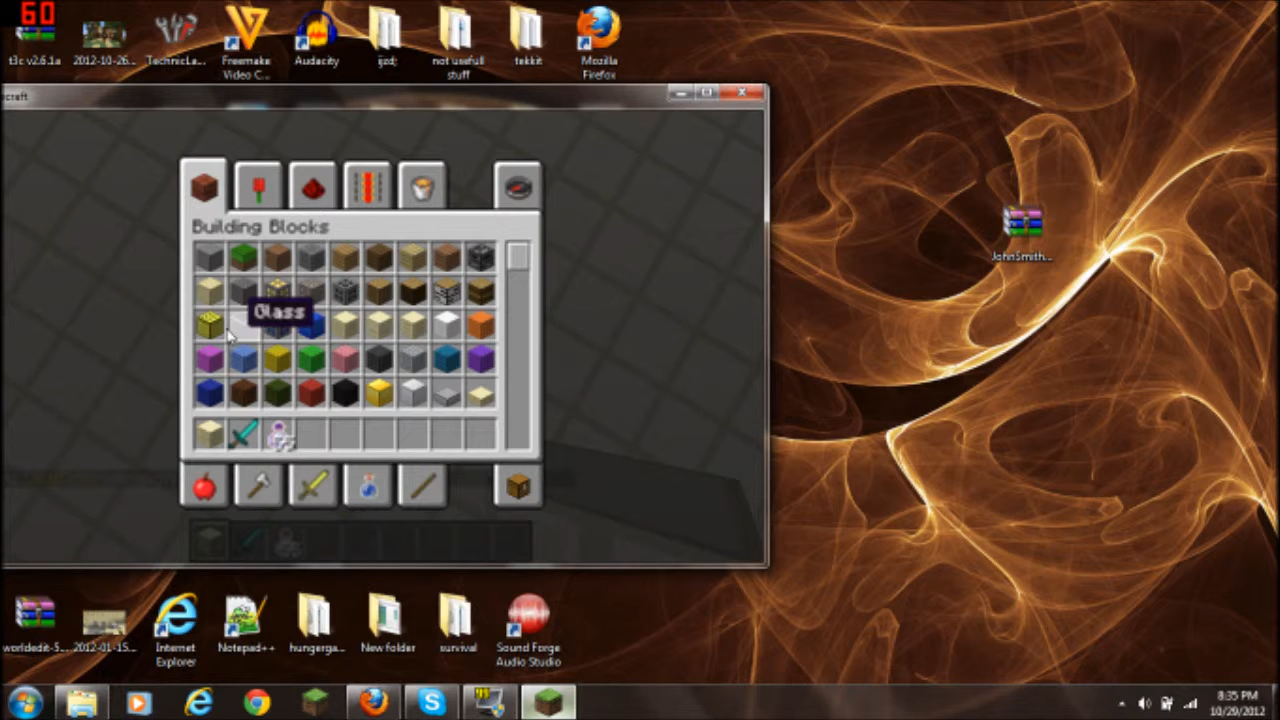 60
t3c v2.6.1a
2012-10-26...
TechnicLa...
Freemake
Video C...
Audacity
ijzd;
not usefull
stuff
tekkit
Mozilla
Firefox
craft
Building Blocks
Glass
JohnSmith...
worldedit-5...
2012-01-15...
Internet
Explorer
Notepad++
hungerga...
New folder
survival
Sound Forge
Audio Studio
8:35 PM
10/29/2012